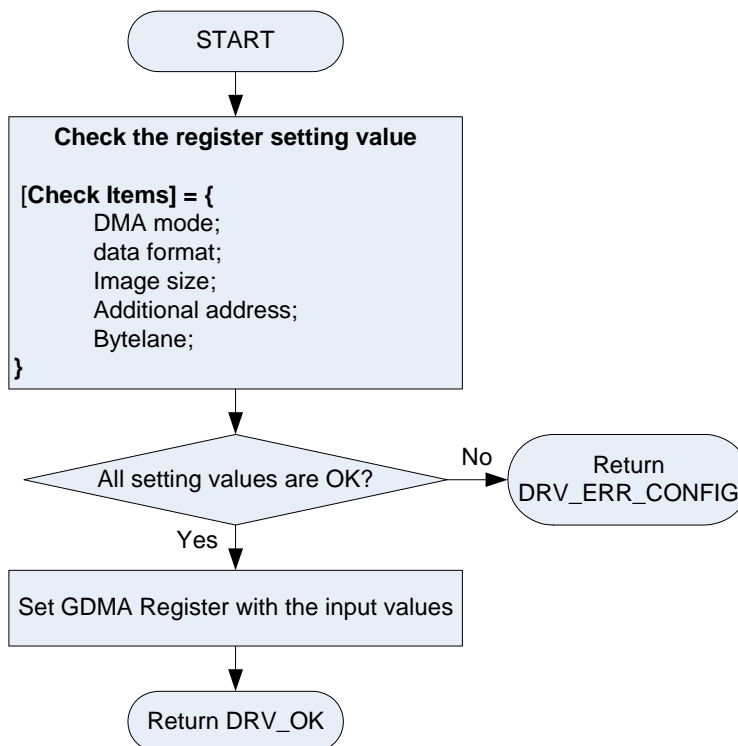 START
Check the register setting value
[Check Items] = {
DMA mode;
data format;
Image size;
Additional address;
Bytelane;
}
All setting values are OK?
No
Return
DRV_ERR_CONFIG
Yes
Set GDMA Register with the input values
Return DRV_OK